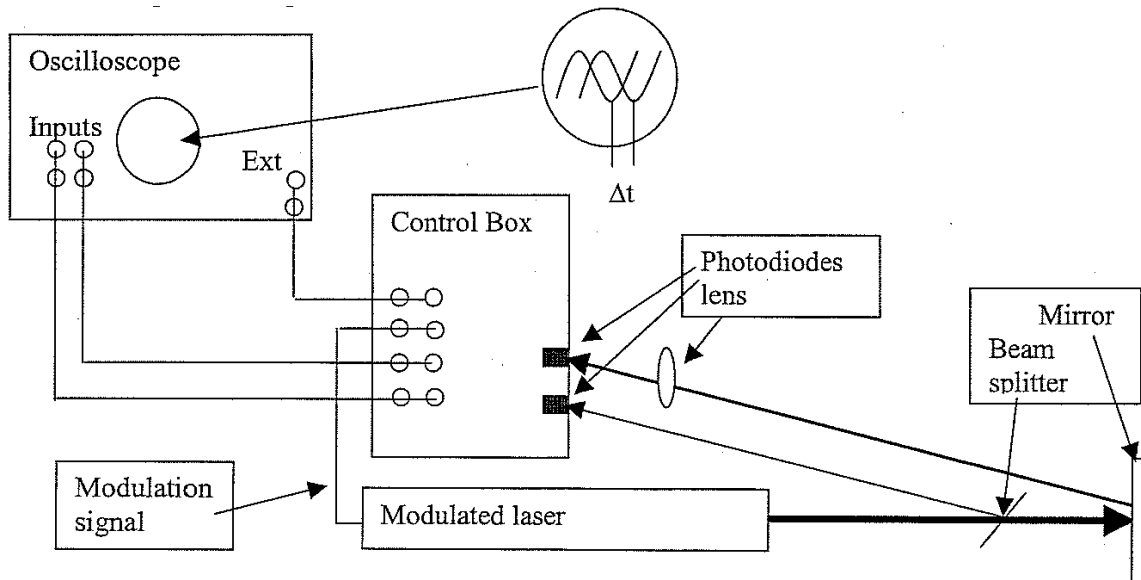 Oscilloscope
Inputs
Ext
Δt
Control Box
Photodiodes
lens
Mirror
Beam
splitter
Modulation
signal
Modulated laser